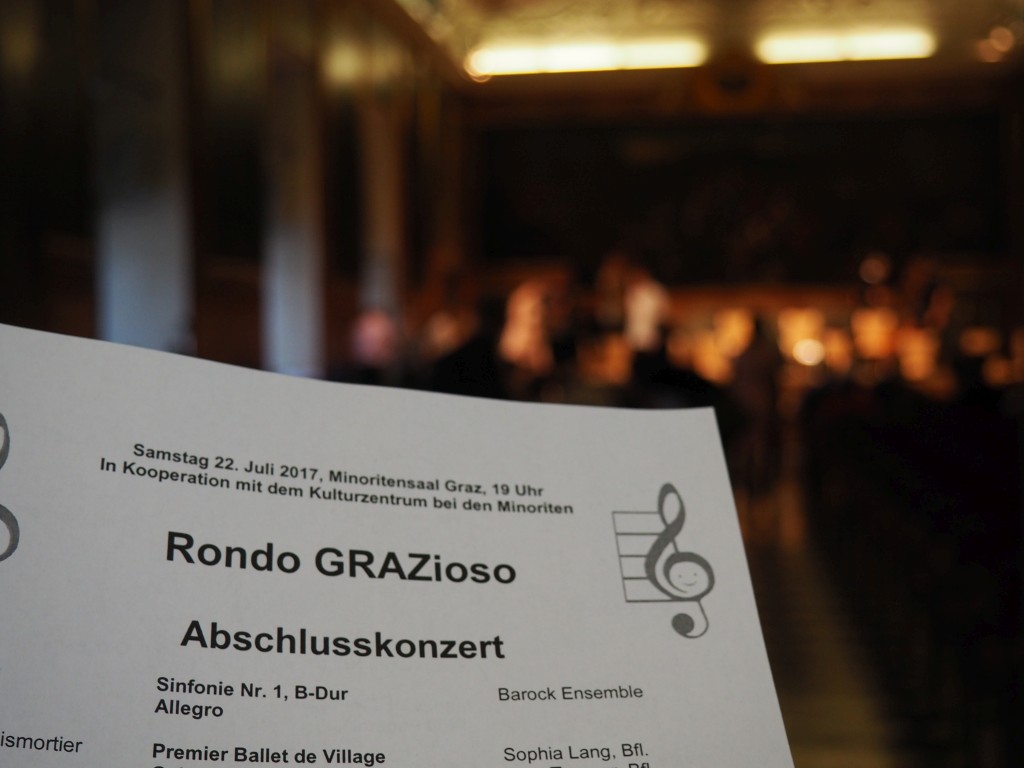 Samstag 22. Juli 2017, Minoritensaal Graz, 19 Uhr
In Kooperation mit dem Kulturzentrum bei den Minoriten
Rondo GRAZioso
Abschlusskonzert
Sinfonie Nr. 1, B-Dur Barock Ensemble
Allegro
ismortier Premier Ballet de Village Sophia Lang, Bfl.